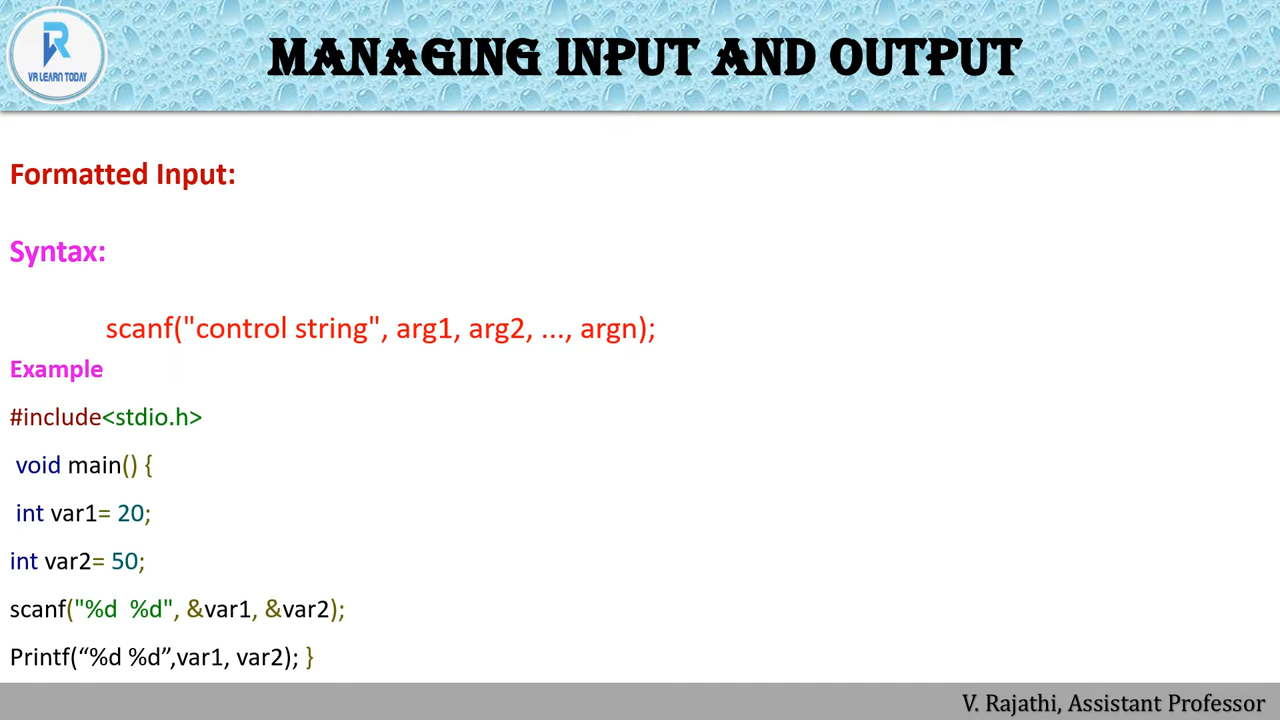 VR LEARN TODAY
MANAGING INPUT AND OUTPUT
Formatted Input:
Syntax:
scanf("control string", arg1, arg2, ..., argn);
Example
#include<stdio.h>
void main() {
int var1= 20;
int var2= 50;
scanf("%d  %d", &var1, &var2);
Printf(“%d %d”,var1, var2); }
V. Rajathi, Assistant Professor